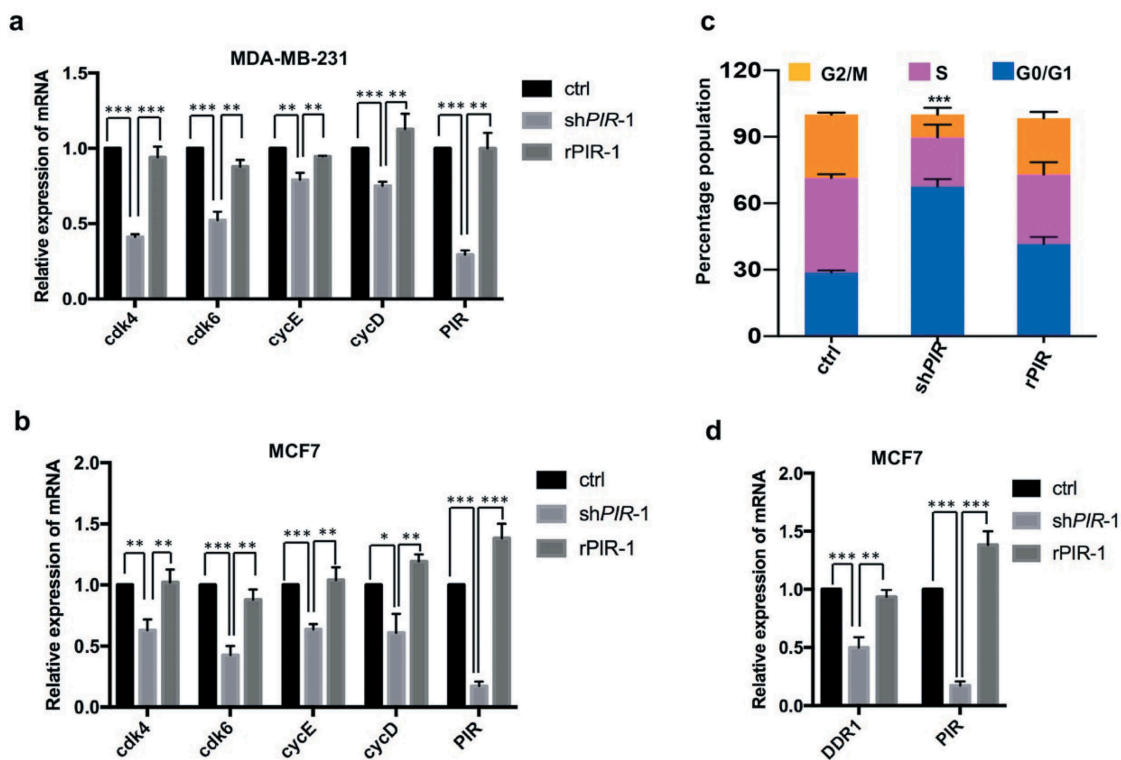 a
MDA-MB-231
Relative expression of mRNA
1.5
1.0
0.5
0.0
*** *** *** ** ** ** *** ** *** **
cdk4 cdk6 cycE cycD PIR
ctrl
shPIR-1
rPIR-1
c
G2/M S G0/G1
Percentage population
120
90
60
30
0
***
ctrl shPIR rPIR
b
MCF7
Relative expression of mRNA
2.0
1.5
1.0
0.5
0.0
** ** *** ** *** ** * ** *** ***
cdk4 cdk6 cycE cycD PIR
ctrl
shPIR-1
rPIR-1
d
MCF7
Relative expression of mRNA
2.0
1.5
1.0
0.5
0.0
*** ** *** ***
DDR1 PIR
ctrl
shPIR-1
rPIR-1